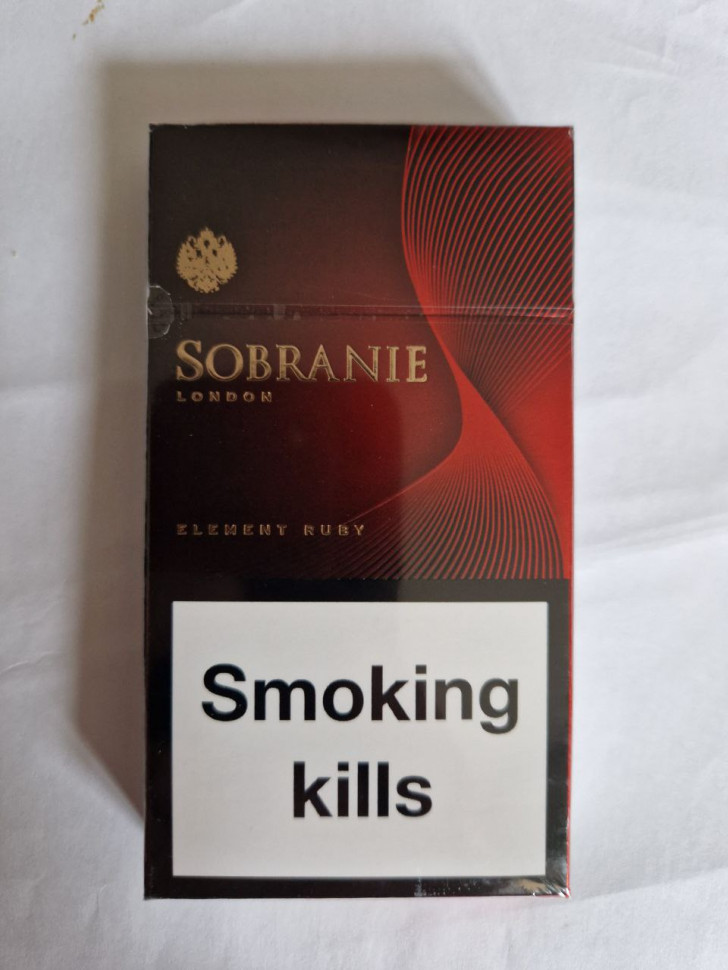 SOBRANIE
LONDON
ELEMENT RUBY
Smoking
kills